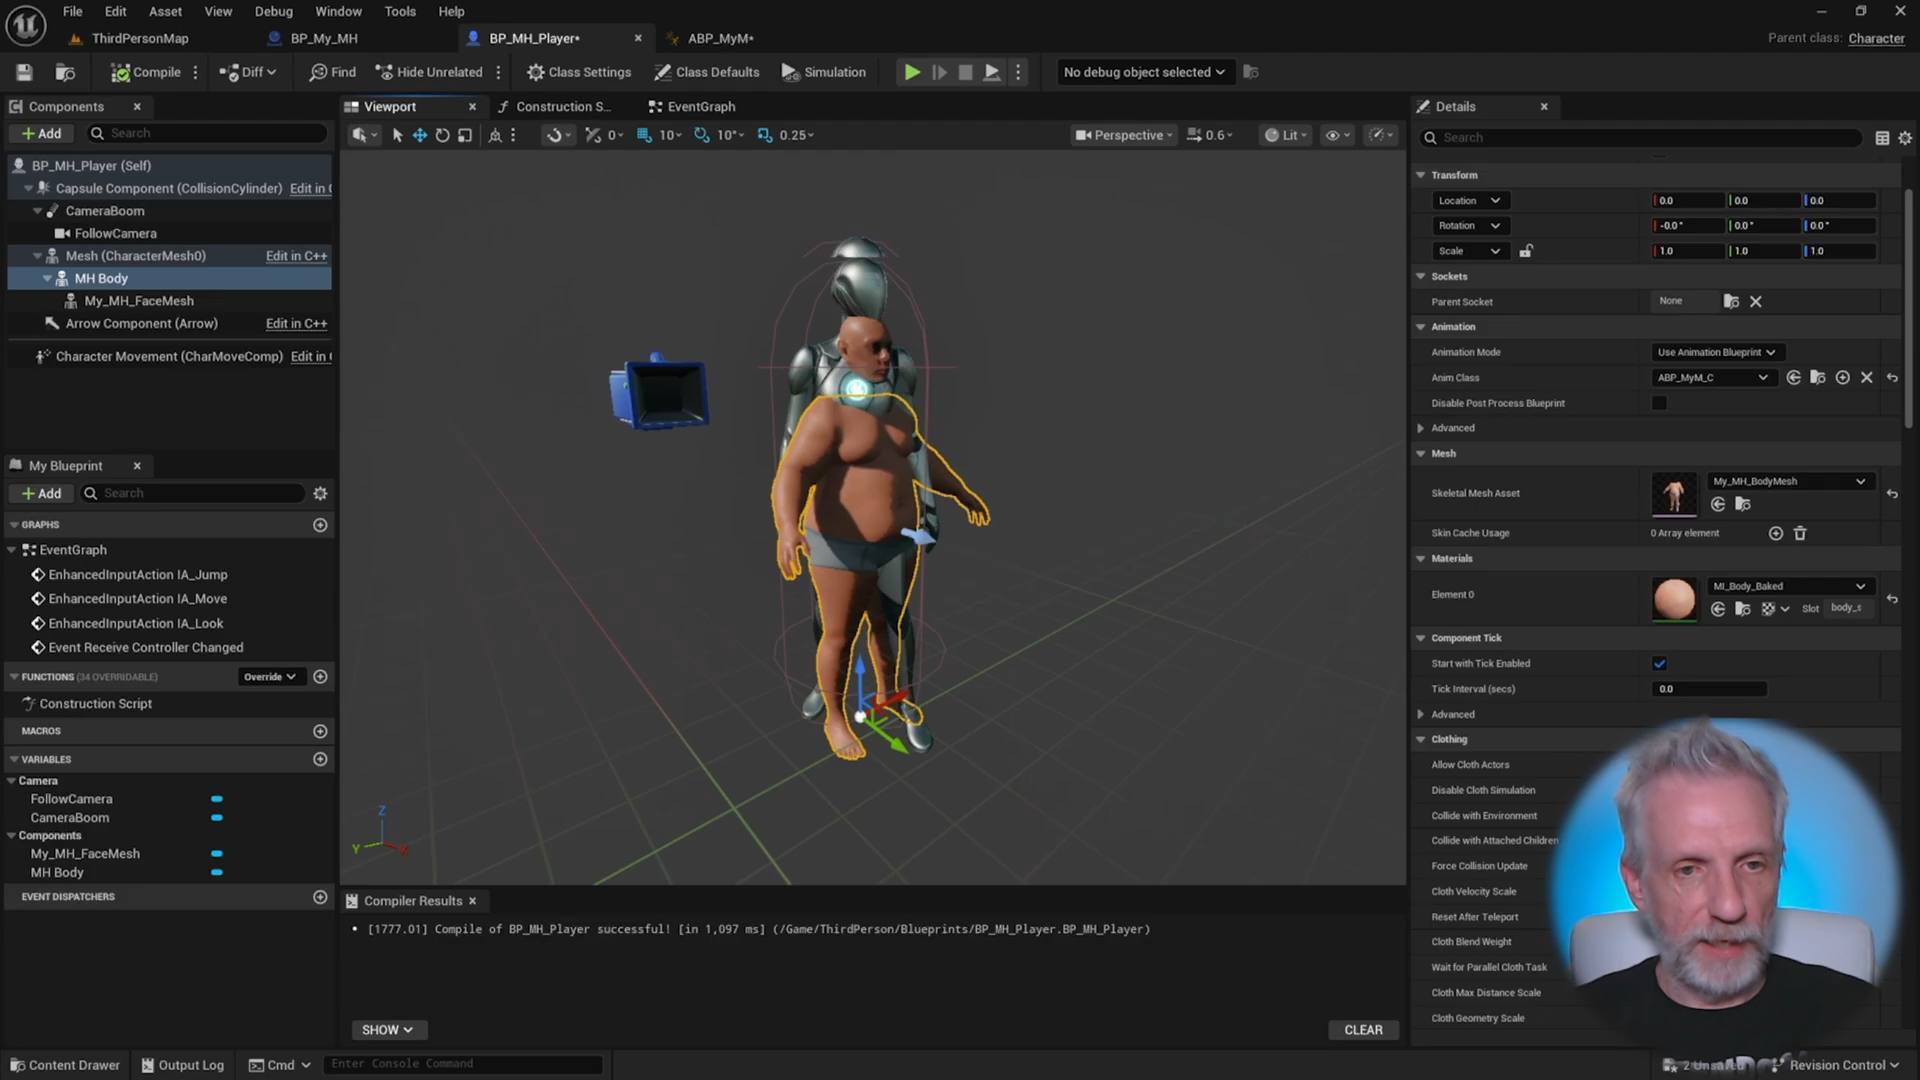 File Edit Asset View Debug Window Tools Help
ThirdPersonMap BP_My_MH BP_MH_Player* ABP_MyM* Parent class: Character
Compile Diff Find Hide Unrelated Class Settings Class Defaults Simulation No debug object selected
Components Viewport Construction S... EventGraph Details
Add Search 0 10 10° 0.25 Perspective 0.6 Lit Search
BP_MH_Player (Self)
Capsule Component (CollisionCylinder) Edit in C
CameraBoom
FollowCamera
Mesh (CharacterMesh0) Edit in C++
MH Body
My_MH_FaceMesh
Arrow Component (Arrow) Edit in C++
Character Movement (CharMoveComp) Edit in
My Blueprint
Add Search
GRAPHS
EventGraph
EnhancedInputAction IA_Jump
EnhancedInputAction IA_Move
EnhancedInputAction IA_Look
Event Receive Controller Changed
FUNCTIONS (34 OVERRIDABLE) Override
Construction Script
MACROS
VARIABLES
Camera
FollowCamera
CameraBoom
Components
My_MH_FaceMesh
MH Body
EVENT DISPATCHERS
Z
Y X
Transform
Location 0.0 0.0 0.0
Rotation -0.0° 0.0° 0.0°
Scale 1.0 1.0 1.0
Sockets
Parent Socket None
Animation
Animation Mode Use Animation Blueprint
Anim Class ABP_MyM_C
Disable Post Process Blueprint
Advanced
Mesh
Skeletal Mesh Asset My_MH_BodyMesh
Skin Cache Usage 0 Array element
Materials
Element 0 MI_Body_Baked
Slot body_s
Component Tick
Start with Tick Enabled
Tick Interval (secs) 0.0
Advanced
Clothing
Allow Cloth Actors
Disable Cloth Simulation
Collide with Environment
Collide with Attached Children
Force Collision Update
Cloth Velocity Scale
Reset After Teleport
Cloth Blend Weight
Wait for Parallel Cloth Task
Cloth Max Distance Scale
Cloth Geometry Scale
Compiler Results
• [1777.01] Compile of BP_MH_Player successful! [in 1,097 ms] (/Game/ThirdPerson/Blueprints/BP_MH_Player.BP_MH_Player)
SHOW CLEAR
Content Drawer Output Log Cmd Enter Console Command Revision Control